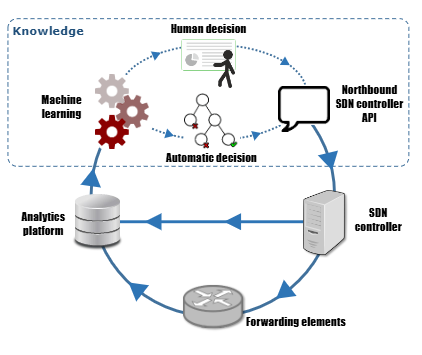 Knowledge
Human decision
Machine
learning
Northbound
SDN controller
API
Automatic decision
Analytics
platform
SDN
controller
Forwarding elements